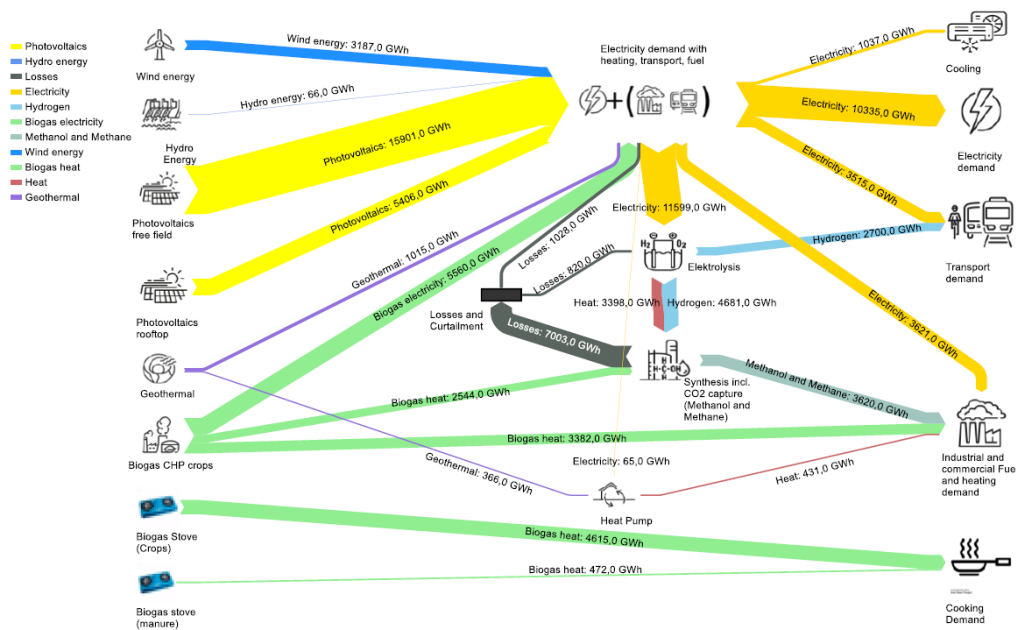 Photovoltaics
Hydro energy
Losses
Electricity
Hydrogen
Biogas electricity
Methanol and Methane
Wind energy
Biogas heat
Heat
Geothermal
Wind energy
Hydro
Energy
Photovoltaics
free field
Photovoltaics
rooftop
Geothermal
Biogas CHP crops
Biogas Stove
(Crops)
Biogas stove
(manure)
Wind energy: 3187,0 GWh
Hydro energy: 66,0 GWh
Photovoltaics: 15901,0 GWh
Photovoltaics: 5406,0 GWh
Geothermal: 1015,0 GWh
Biogas electricity: 5560,0 GWh
Losses: 1028,0 GWh
Losses: 820,0 GWh
Losses and
Curtailment
Losses: 7003,0 GWh
Biogas heat: 2544,0 GWh
Biogas heat: 3382,0 GWh
Geothermal: 366,0 GWh
Electricity: 65,0 GWh
Heat Pump
Biogas heat: 4615,0 GWh
Biogas heat: 472,0 GWh
Electricity demand with
heating, transport, fuel
Electricity: 11599,0 GWh
H2 O2
Elektrolysis
Heat: 3398,0 GWh
Hydrogen: 4681,0 GWh
Synthesis incl.
CO2 capture
(Methanol and
Methane)
Electricity: 1037,0 GWh
Electricity: 10335,0 GWh
Electricity: 3515,0 GWh
Hydrogen: 2700,0 GWh
Electricity: 3621,0 GWh
Methanol and Methane: 3620,0 GWh
Heat: 431,0 GWh
Cooling
Electricity
demand
Transport
demand
Industrial and
commercial Fue
and heating
demand
Cooking
Demand